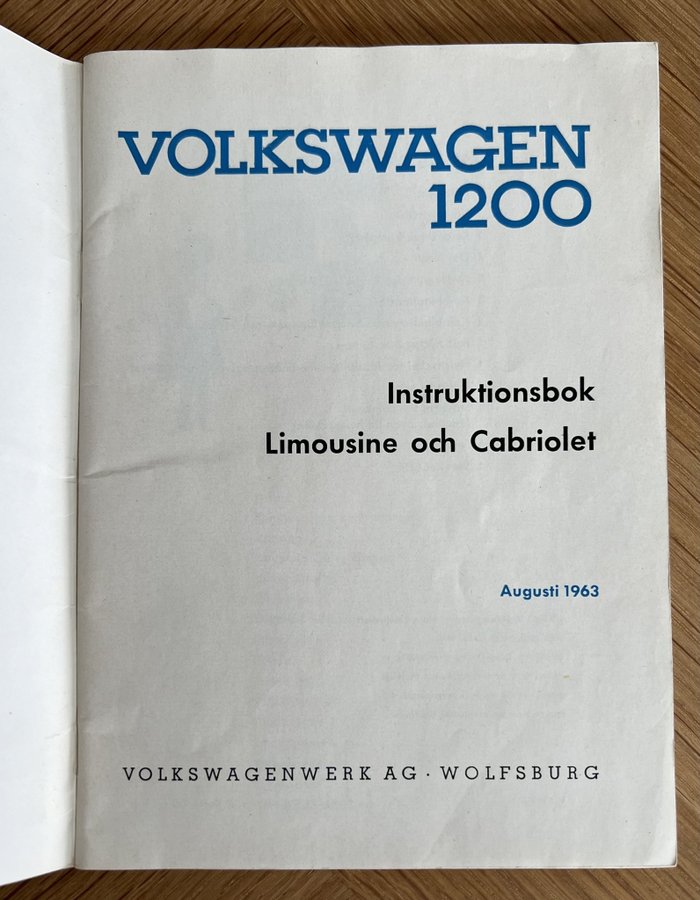 VOLKSWAGEN
1200
Instruktionsbok
Limousine och Cabriolet
Augusti 1963
VOLKSWAGENWERK AG · WOLFSBURG